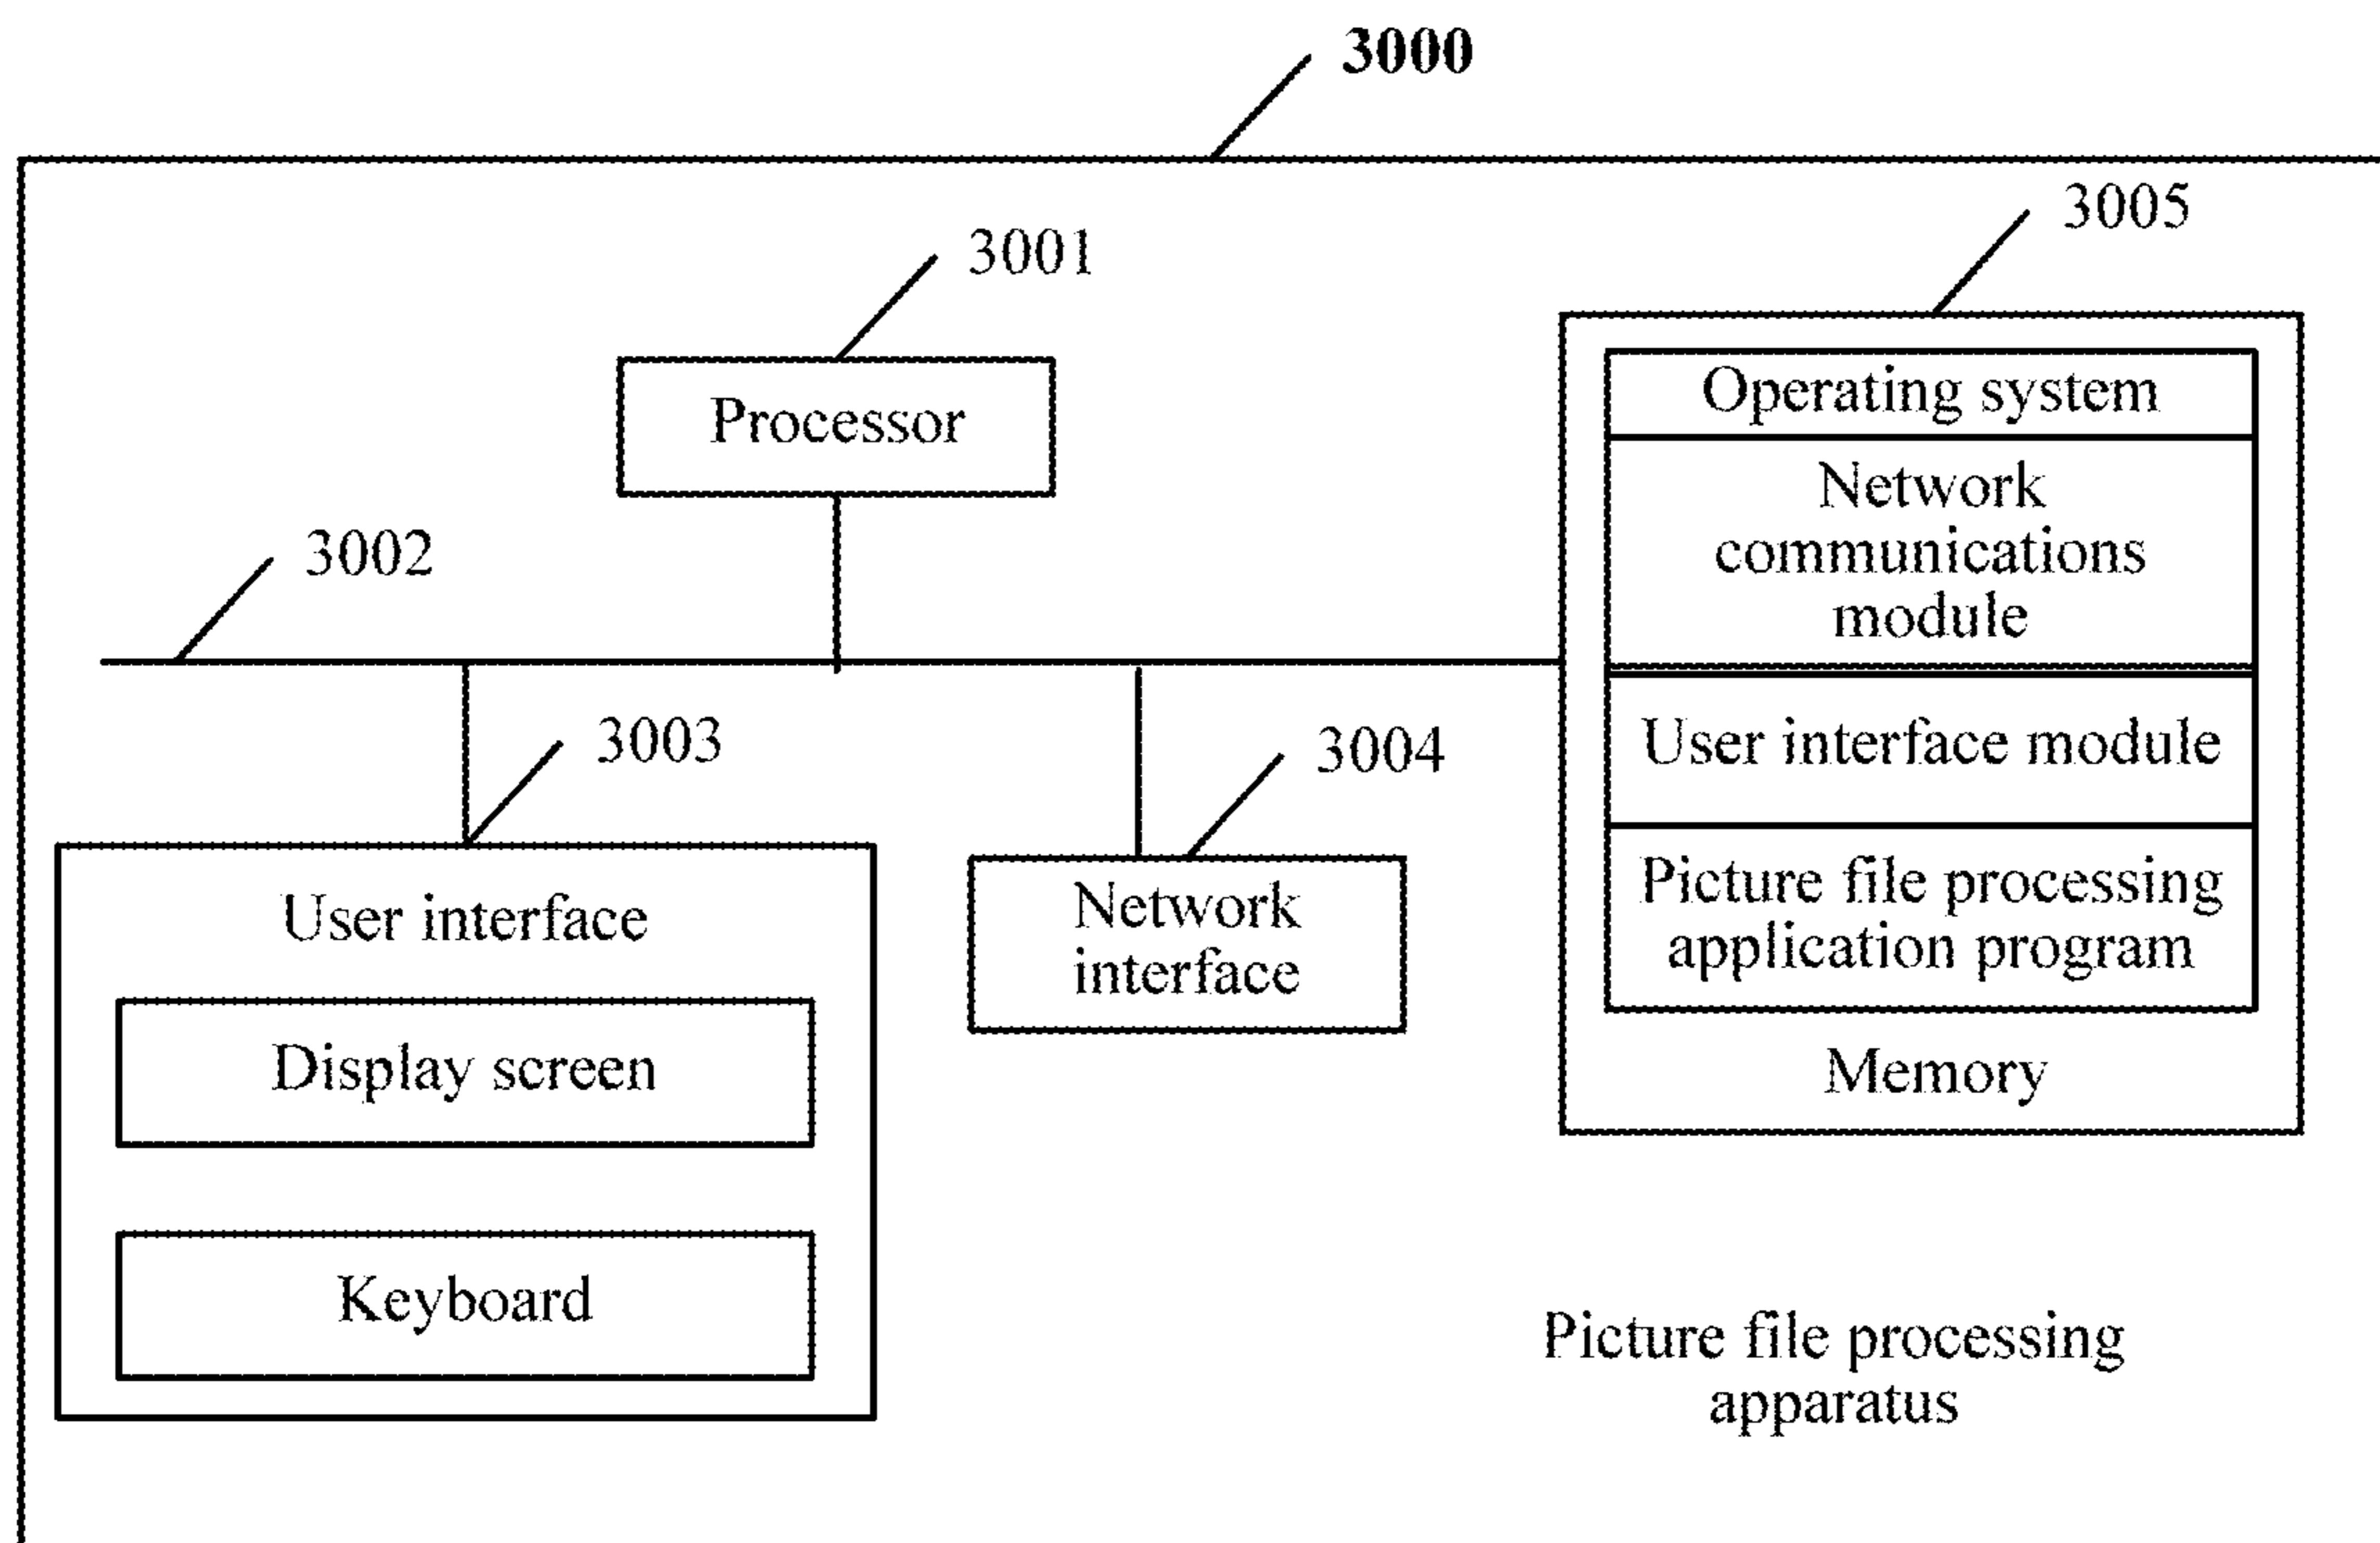 3000
3005
3001
Processor
Operating system
Network
communications
module
3002
User interface module
3003
3004
Picture file processing
application program
User interface
Network
interface
Display screen
Memory
Keyboard
Picture file processing
apparatus